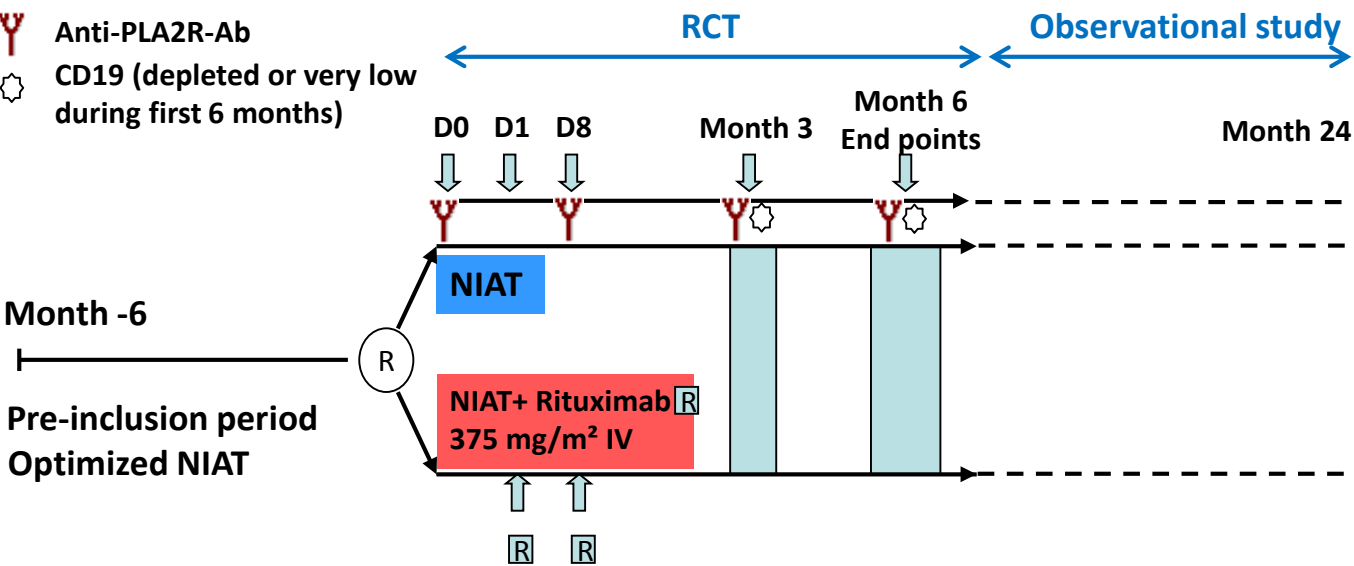 Anti-PLA2R-Ab
CD19 (depleted or very low
during first 6 months)
RCT
Observational study
D0 D1 D8
Month 3
Month 6
End points
Month 24
NIAT
Month -6
R
Pre-inclusion period
Optimized NIAT
NIAT+ Rituximab R
375 mg/m² IV
R R